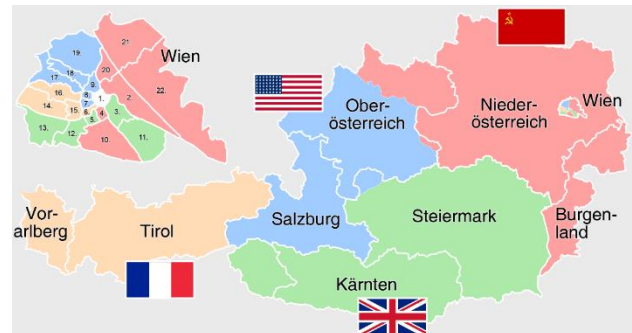 Wien
21.
19.
20.
17.
18.
9.
22.
16.
8.
1.
2.
7.
14.
15.
6.
3.
5.
4.
13.
12.
10.
11.
Ober-
österreich
Nieder-
österreich
Wien
Vor-
arlberg
Tirol
Salzburg
Steiermark
Burgen-
land
Kärnten